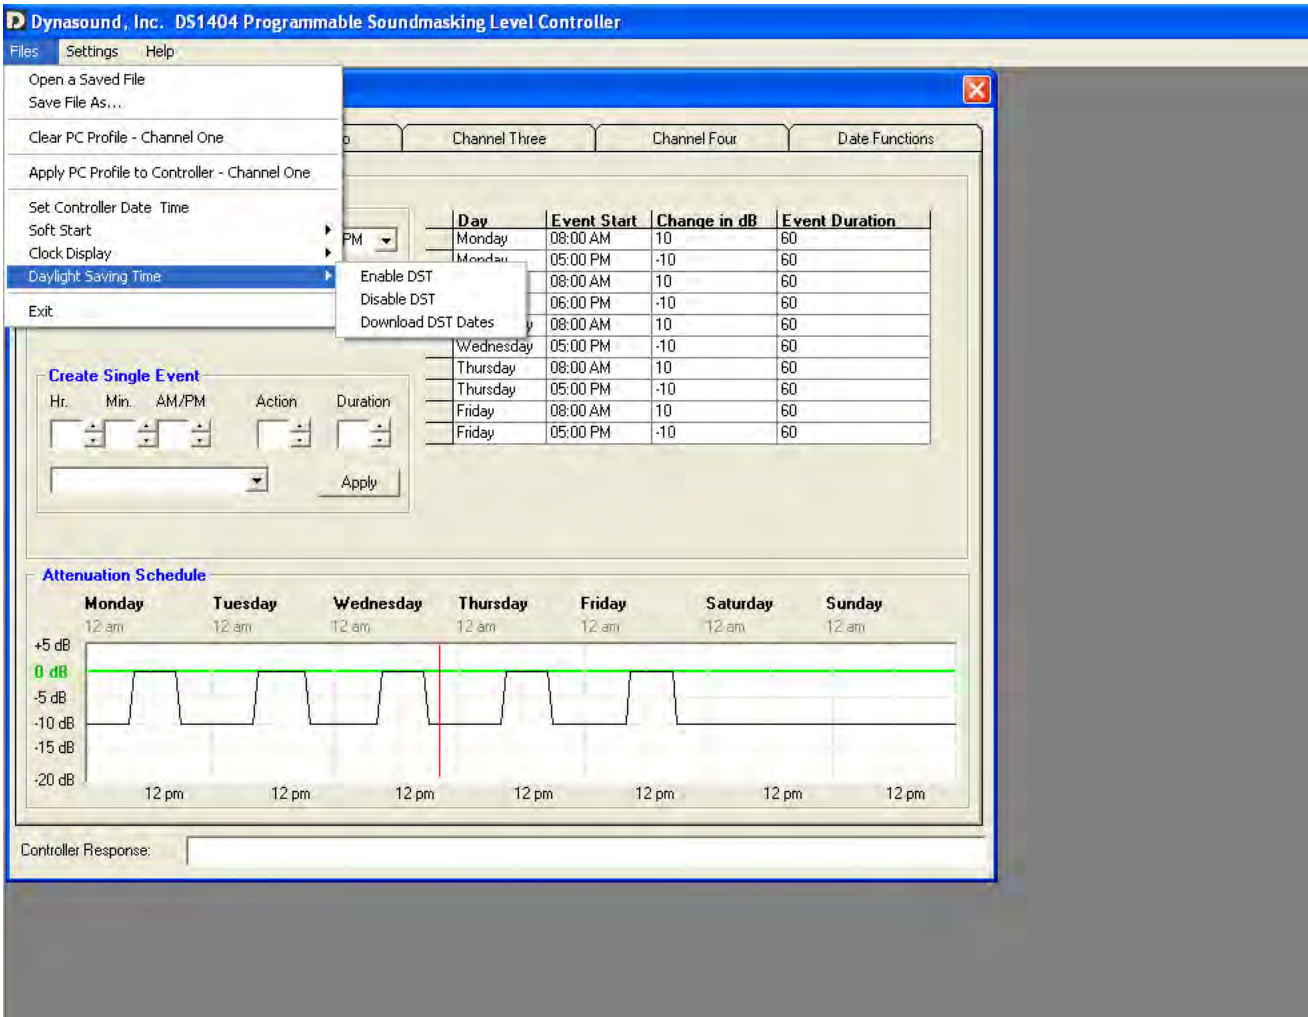 Dynasound, Inc. DS1404 Programmable Soundmasking Level Controller
Files Settings Help
Open a Saved File
Save File As...
Clear PC Profile - Channel One
Apply PC Profile to Controller - Channel One
Set Controller Date Time
Soft Start
Clock Display
Daylight Saving Time
Exit
Enable DST
Disable DST
Download DST Dates
Channel Three Channel Four Date Functions
PM
Day Event Start Change in dB Event Duration
Monday 08:00 AM 10 60
Monday 05:00 PM -10 60
08:00 AM 10 60
06:00 PM -10 60
08:00 AM 10 60
Wednesday 05:00 PM -10 60
Thursday 08:00 AM 10 60
Thursday 05:00 PM -10 60
Friday 08:00 AM 10 60
Friday 05:00 PM -10 60
Create Single Event
Hr. Min. AM/PM Action Duration
Apply
Attenuation Schedule
Monday Tuesday Wednesday Thursday Friday Saturday Sunday
12 am 12 am 12 am 12 am 12 am 12 am 12 am
+5 dB
0 dB
-5 dB
-10 dB
-15 dB
-20 dB
12 pm 12 pm 12 pm 12 pm 12 pm 12 pm 12 pm
Controller Response: